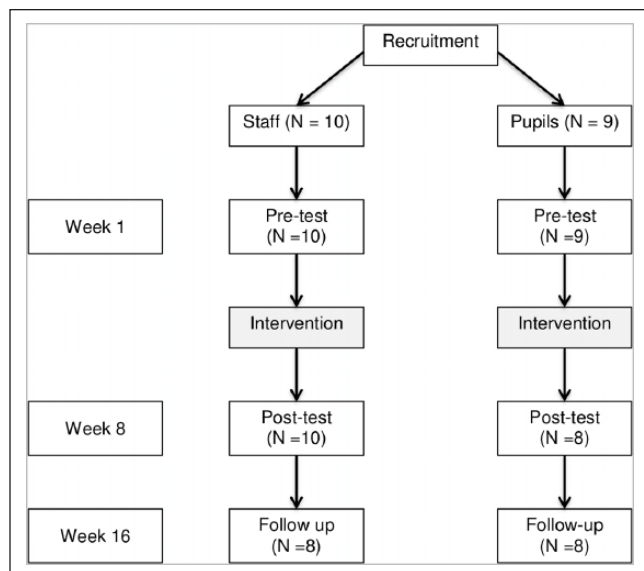 Recruitment
Staff (N = 10)
Pupils (N = 9)
Week 1
Pre-test
(N =10)
Pre-test
(N =9)
Intervention
Intervention
Week 8
Post-test
(N =10)
Post-test
(N =8)
Week 16
Follow up
(N =8)
Follow-up
(N =8)